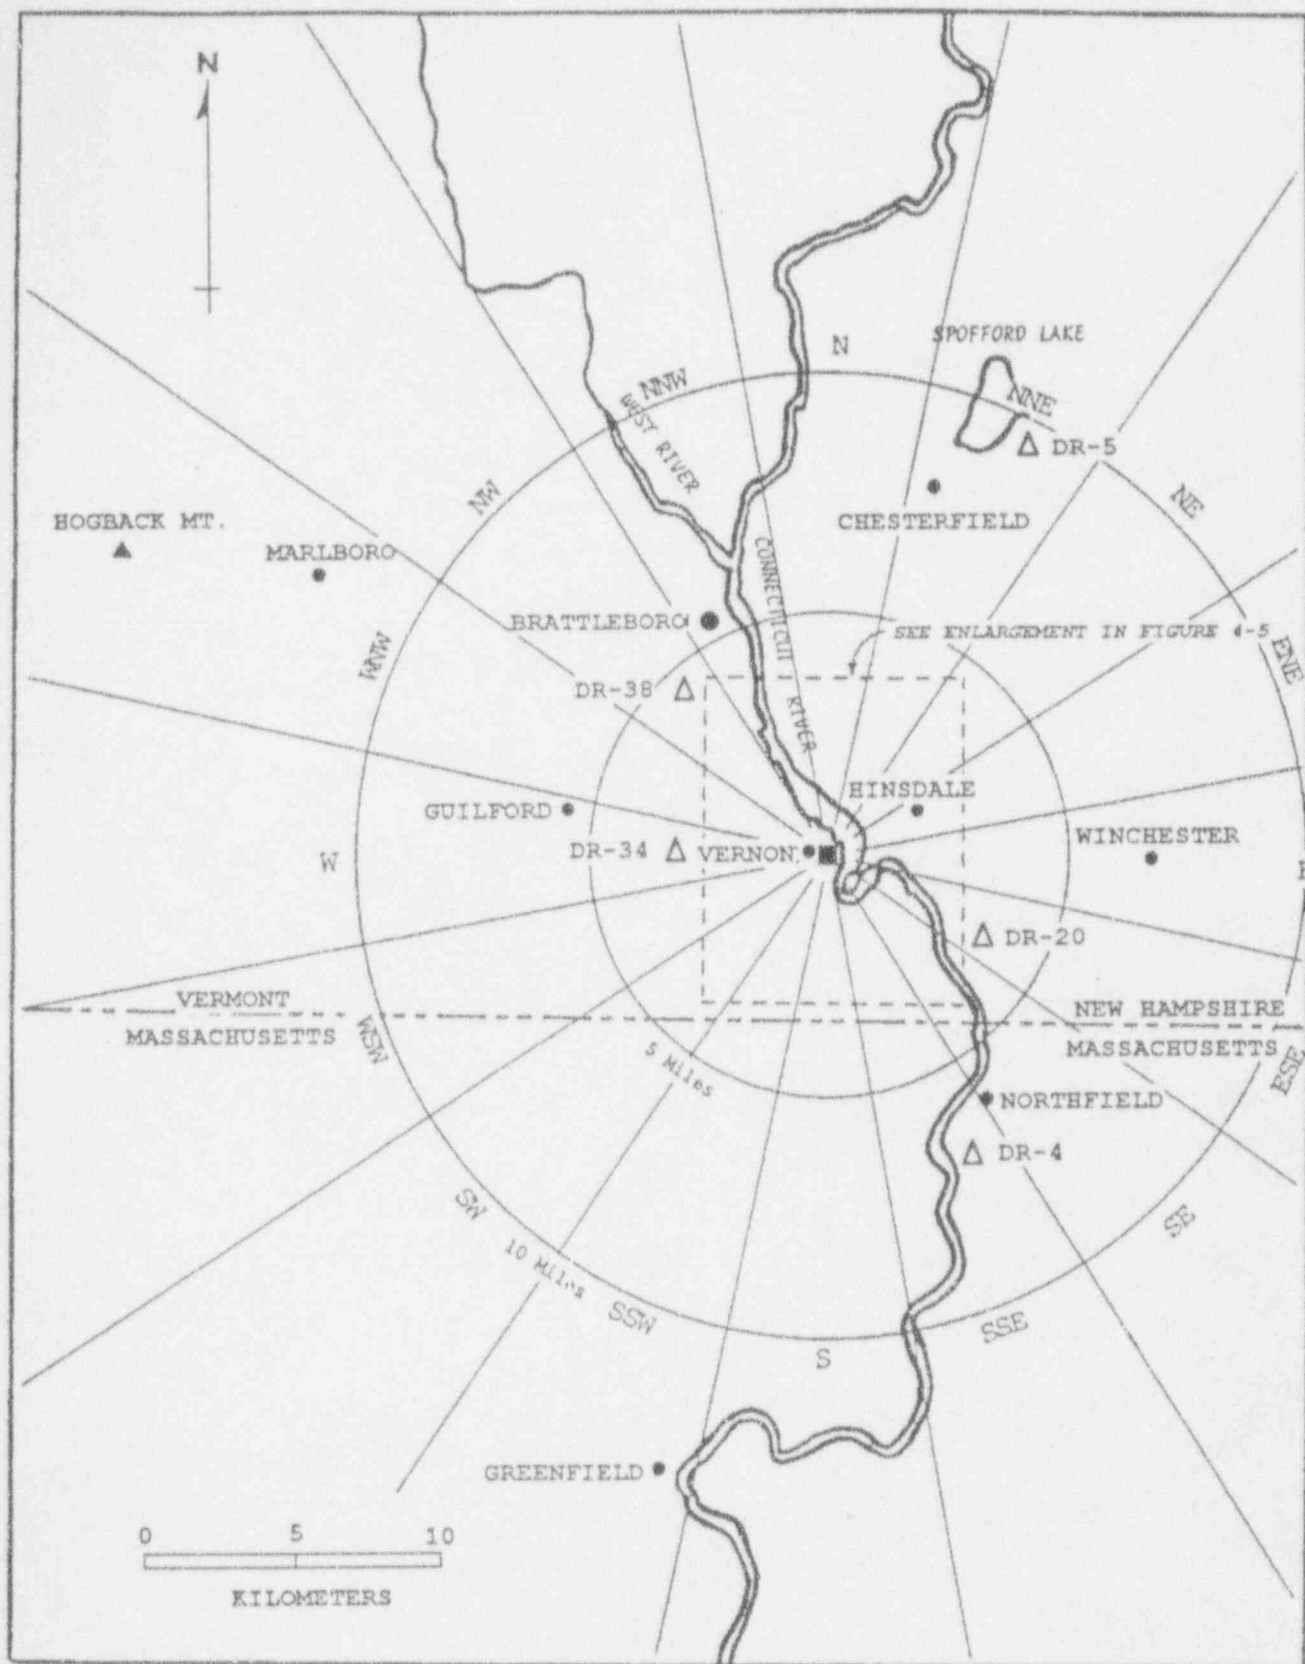 N
SPOFFORD LAKE
N
NNW
NNE
WEST RIVER
DR-5
NW
NE
HOGBACK MT.
MARLBORO
CHESTERFIELD
CONNECTICUT RIVER
BRATTLEBORO
SEE ENLARGEMENT IN FIGURE 4-5
ENE
WNW
DR-38
HINSDALE
GUILFORD
WINCHESTER
DR-34
VERNON
W
DR-20
VERMONT
MASSACHUSETTS
NEW HAMPSHIRE
MASSACHUSETTS
WSW
5 Miles
ESE
NORTHFIELD
DR-4
SW
SE
10 Miles
SSW
SSE
S
GREENFIELD
0 5 10
KILOMETERS